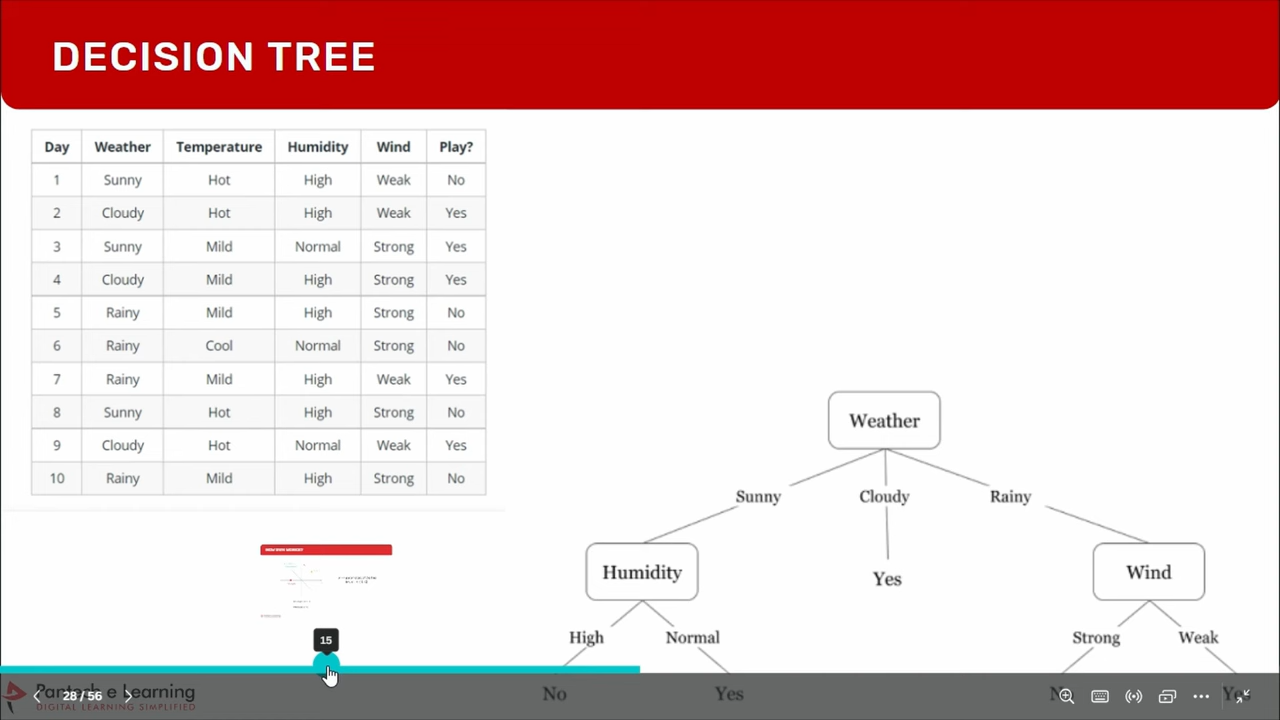 DECISION TREE
Day Weather Temperature Humidity Wind Play?
1 Sunny Hot High Weak No
2 Cloudy Hot High Weak Yes
3 Sunny Mild Normal Strong Yes
4 Cloudy Mild High Strong Yes
5 Rainy Mild High Strong No
6 Rainy Cool Normal Strong No
7 Rainy Mild High Weak Yes
8 Sunny Hot High Strong No
9 Cloudy Hot Normal Weak Yes
10 Rainy Mild High Strong No
Weather
Sunny Cloudy Rainy
Humidity Yes Wind
High Normal Strong Weak
No Yes Yes
15
Pantech e Learning
DIGITAL LEARNING SIMPLIFIED
28 / 56